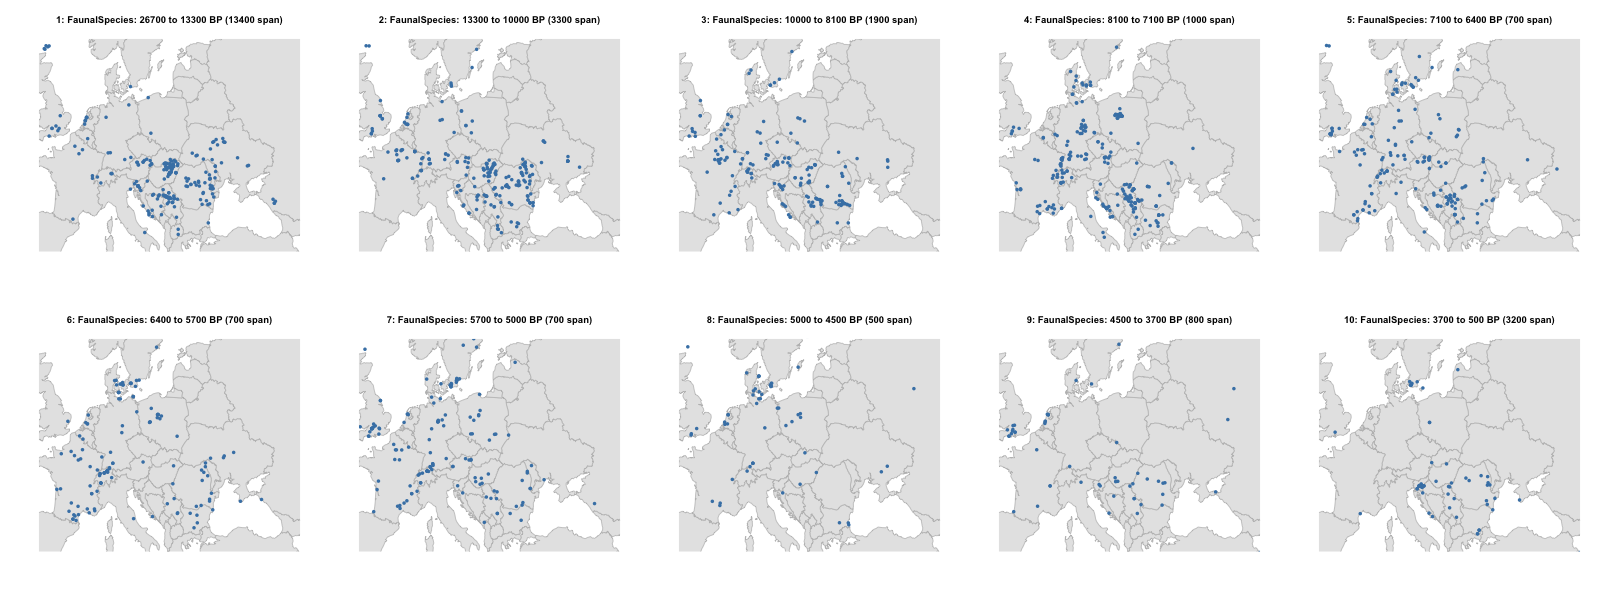 1: FaunalSpecies: 26700 to 13300 BP (13400 span)
2: FaunalSpecies: 13300 to 10000 BP (3300 span)
3: FaunalSpecies: 10000 to 8100 BP (1900 span)
4: FaunalSpecies: 8100 to 7100 BP (1000 span)
5: FaunalSpecies: 7100 to 6400 BP (700 span)
6: FaunalSpecies: 6400 to 5700 BP (700 span)
7: FaunalSpecies: 5700 to 5000 BP (700 span)
8: FaunalSpecies: 5000 to 4500 BP (500 span)
9: FaunalSpecies: 4500 to 3700 BP (800 span)
10: FaunalSpecies: 3700 to 500 BP (3200 span)